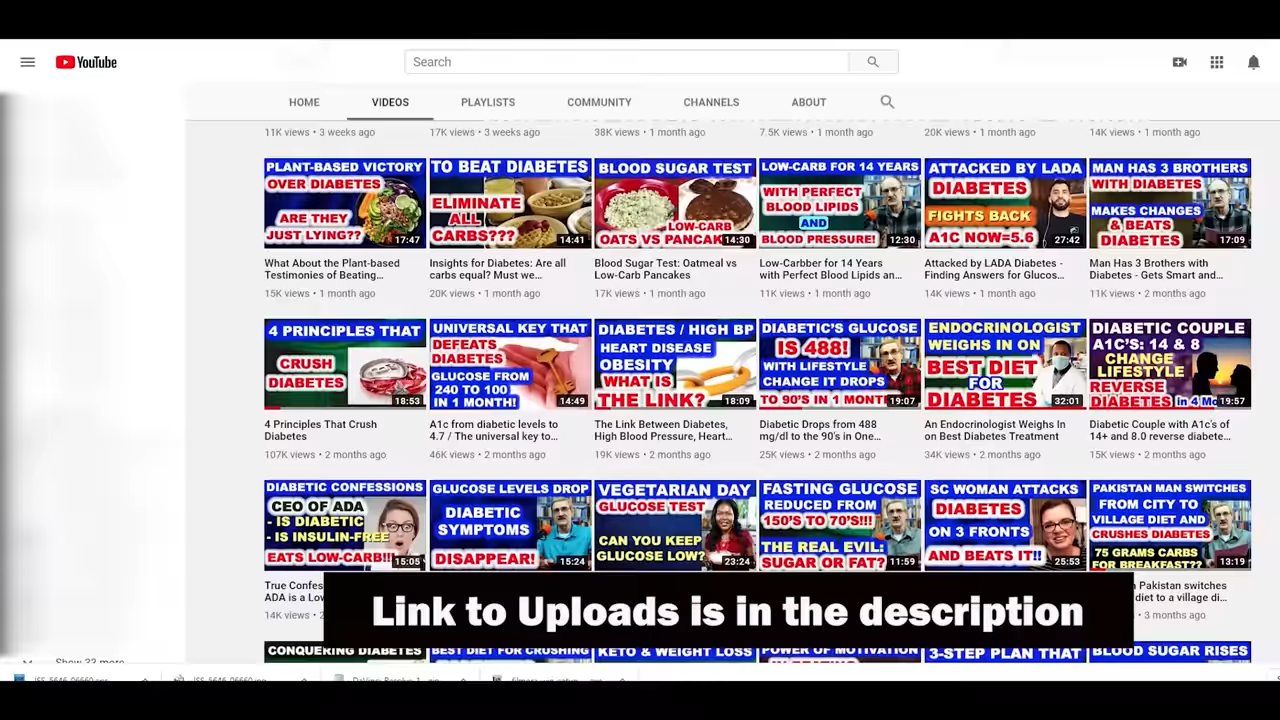 YouTube
Search
HOME VIDEOS PLAYLISTS COMMUNITY CHANNELS ABOUT
11K views • 3 weeks ago
17K views • 3 weeks ago
38K views • 1 month ago
7.5K views • 1 month ago
20K views • 1 month ago
14K views • 1 month ago
PLANT-BASED VICTORY
OVER DIABETES
ARE THEY
JUST LYING??
17:47
What About the Plant-based
Testimonies of Beating...
15K views • 1 month ago
TO BEAT DIABETES
ELIMINATE
ALL
CARBS???
14:41
Insights for Diabetes: Are all
carbs equal? Must we...
20K views • 1 month ago
BLOOD SUGAR TEST
LOW-CARB
OATS VS PANCAK
14:30
Blood Sugar Test: Oatmeal vs
Low-Carb Pancakes
17K views • 1 month ago
LOW-CARB FOR 14 YEARS
WITH PERFECT
BLOOD LIPIDS
AND
BLOOD PRESSURE!
12:30
Low-Carbber for 14 Years
with Perfect Blood Lipids an...
11K views • 1 month ago
ATTACKED BY LADA
DIABETES
FIGHTS BACK
A1C NOW=5.6
27:42
Attacked by LADA Diabetes -
Finding Answers for Glucos...
14K views • 1 month ago
MAN HAS 3 BROTHERS
WITH DIABETES
MAKES CHANGES
& BEATS
DIABETES
17:09
Man Has 3 Brothers with
Diabetes - Gets Smart and...
11K views • 2 months ago
4 PRINCIPLES THAT
CRUSH
DIABETES
18:53
4 Principles That Crush
Diabetes
107K views • 2 months ago
UNIVERSAL KEY THAT
DEFEATS
DIABETES
GLUCOSE FROM
240 TO 100
IN 1 MONTH!
14:49
A1c from diabetic levels to
4.7 / The universal key to...
46K views • 2 months ago
DIABETES / HIGH BP
HEART DISEASE
OBESITY
WHAT IS
THE LINK?
18:09
The Link Between Diabetes,
High Blood Pressure, Heart...
19K views • 2 months ago
DIABETIC'S GLUCOSE
IS 488!
WITH LIFESTYLE
CHANGE IT DROPS
TO 90'S IN 1 MONT
19:07
Diabetic Drops from 488
mg/dl to the 90's in One...
25K views • 2 months ago
ENDOCRINOLOGIST
WEIGHS IN ON
BEST DIET
FOR
DIABETES
32:01
An Endocrinologist Weighs In
on Best Diabetes Treatment
34K views • 2 months ago
DIABETIC COUPLE
A1C'S: 14 & 8
CHANGE
LIFESTYLE
REVERSE
DIABETES in 4 Mo
19:57
Diabetic Couple with A1c's of
14+ and 8.0 reverse diabete...
15K views • 2 months ago
DIABETIC CONFESSIONS
CEO OF ADA
- IS DIABETIC
- IS INSULIN-FREE
EATS LOW-CARB!!
15:05
True Confes
ADA is a Lo
14K views • 2
GLUCOSE LEVELS DROP
DIABETIC
SYMPTOMS
DISAPPEAR!
15:24
VEGETARIAN DAY
GLUCOSE TEST
CAN YOU KEEP
GLUCOSE LOW?
23:24
FASTING GLUCOSE
REDUCED FROM
150'S TO 70'S!!!
THE REAL EVIL:
SUGAR OR FAT?
11:59
SC WOMAN ATTACKS
DIABETES
ON 3 FRONTS
AND BEATS IT!!
25:53
PAKISTAN MAN SWITCHES
FROM CITY TO
VILLAGE DIET AND
CRUSHES DIABETES
75 GRAMS CARBS
FOR BREAKFAST??
13:19
Pakistan switches
diet to a village di...
• 3 months ago
Link to Uploads is in the description
CONQUERING DIABETES
BEST DIET FOR CRUSHING
KETO & WEIGHT LOSS
POWER OF MOTIVATION
3-STEP PLAN THAT
BLOOD SUGAR RISES
Show 33 more